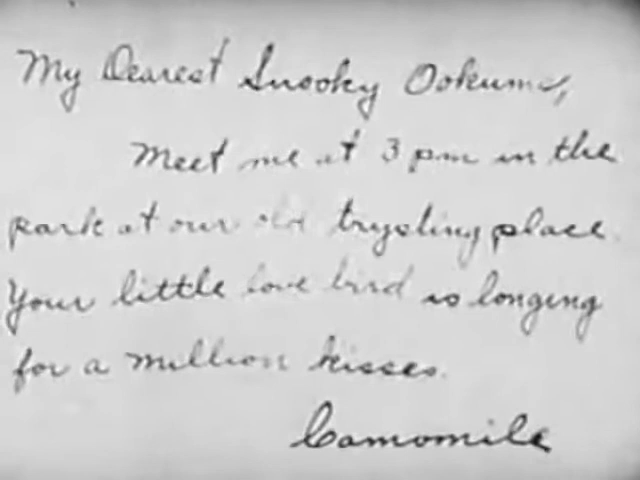 My Dearest Snooky Ookums,
Meet me at 3 pm in the
park at our old trysting place.
Your little love bird is longing
for a million kisses.
Camomile